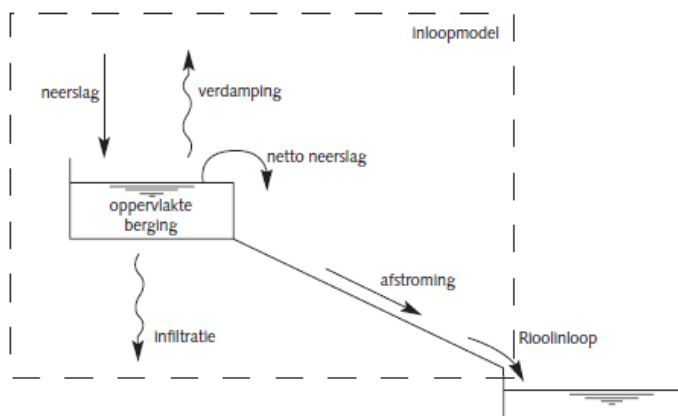 inloopmodel
neerslag
verdamping
netto neerslag
oppervlakte
berging
afstroming
infiltratie
Rioolinloop